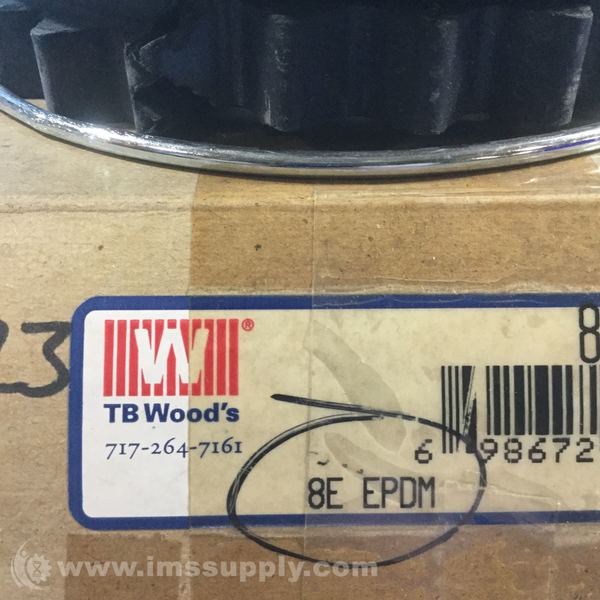 23
8
TB Wood's
717-264-7161
6 98672
8E EPDM
www.imssupply.com